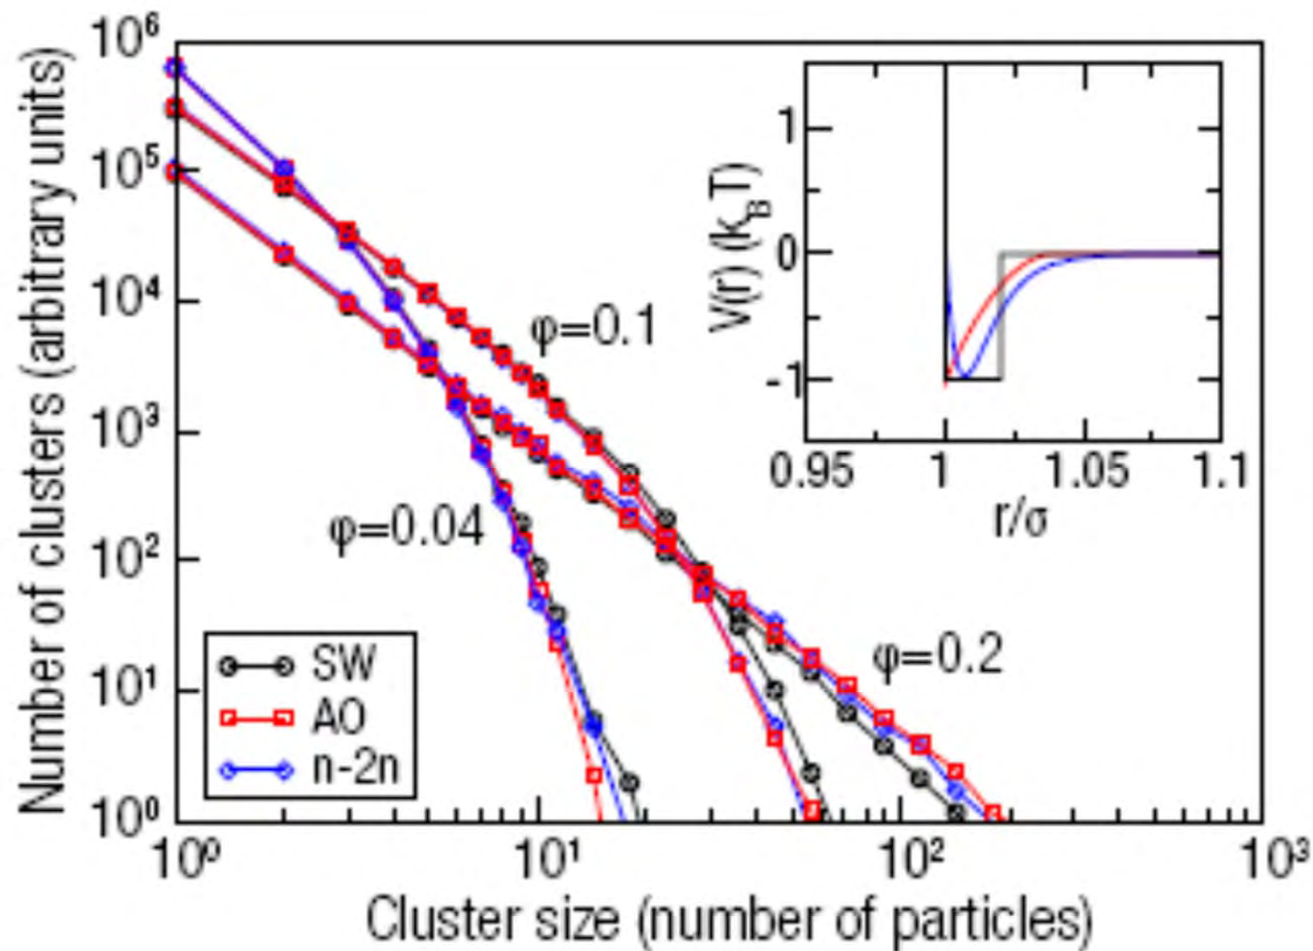 Number of clusters (arbitrary units)
10⁶
10⁵
10⁴
10³
10²
10¹
10⁰
φ=0.1
φ=0.04
φ=0.2
SW
AO
n-2n
10⁰ 10¹ 10² 10³
Cluster size (number of particles)
V(r) (k_BT)
1
0
-1
0.95 1 1.05 1.1
r/σ